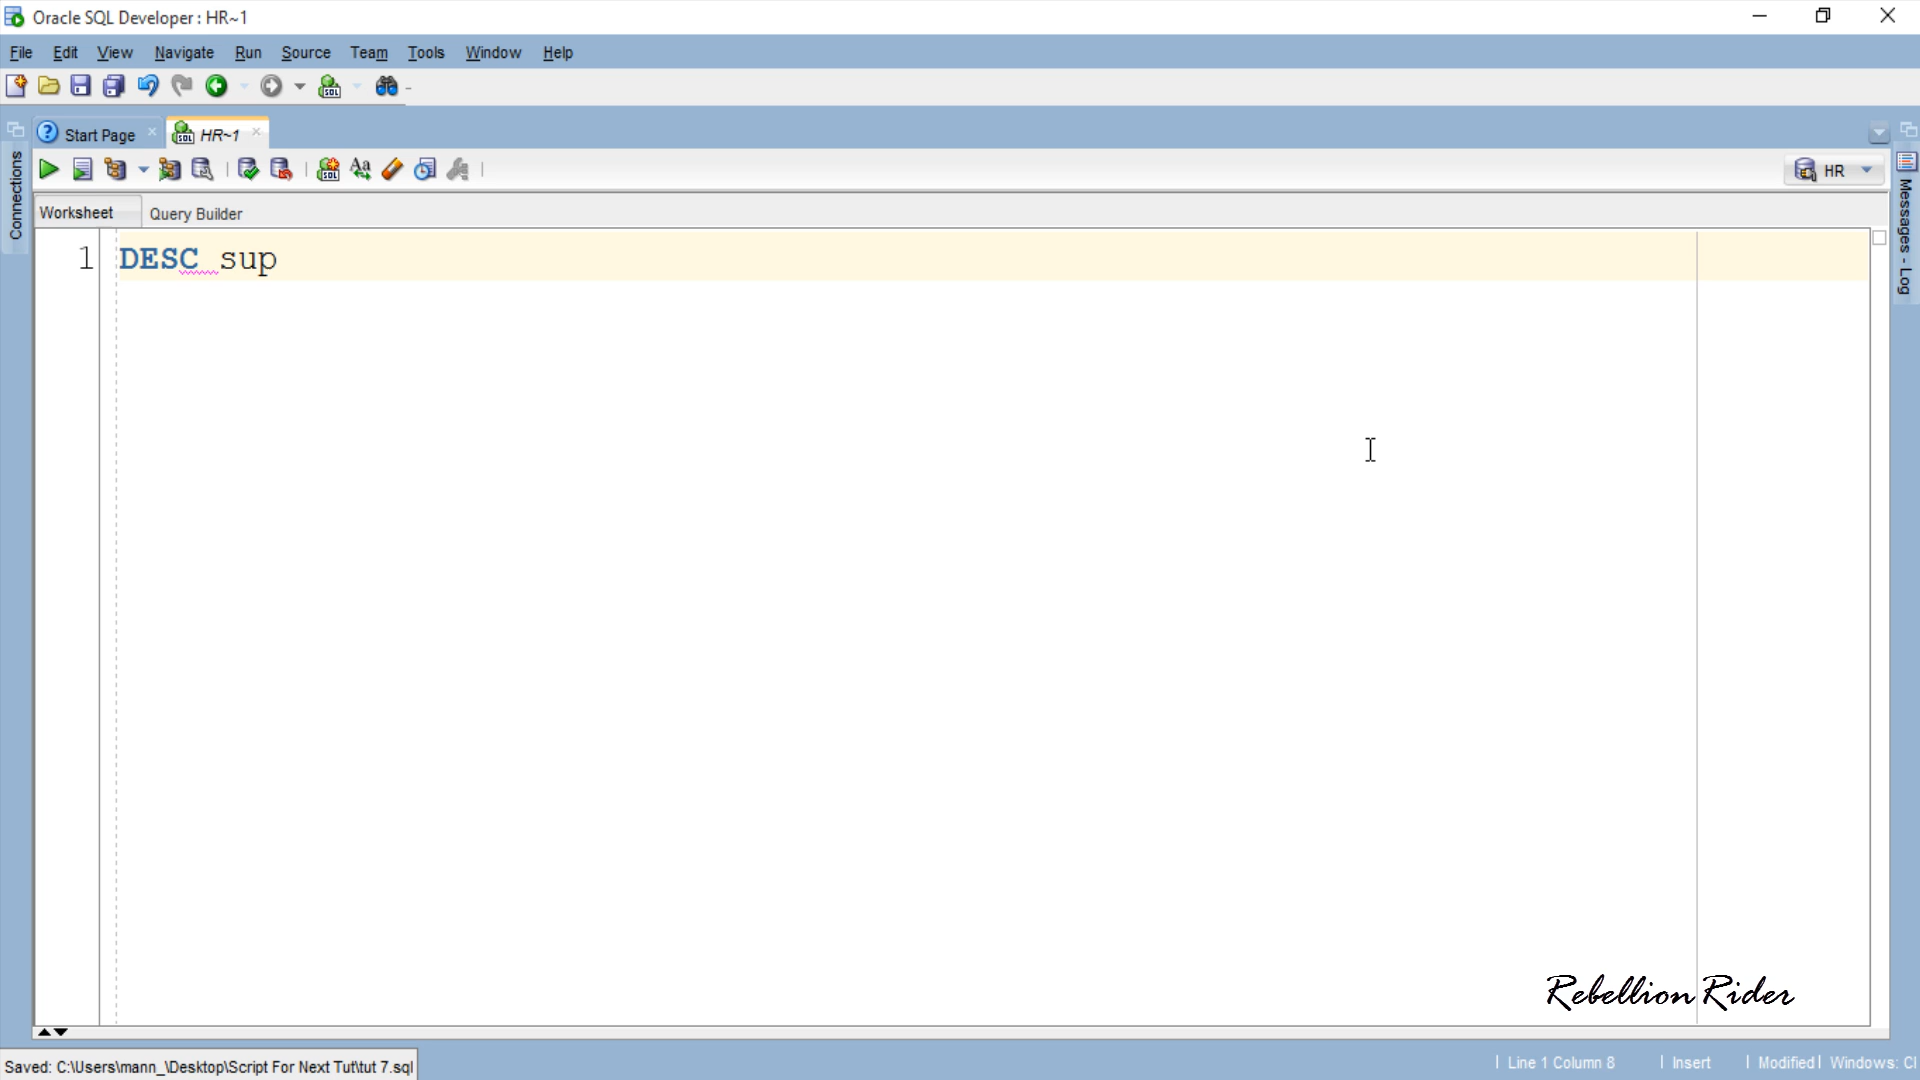 Oracle SQL Developer : HR~1
File Edit View Navigate Run Source Team Tools Window Help
Start Page HR~1
HR
Worksheet Query Builder
1 DESC sup
Connections
Messages - Log
Rebellion Rider
Saved: C:\Users\mann_\Desktop\Script For Next Tut\tut 7.sql
Line 1 Column 8 Insert Modified Windows: Cl